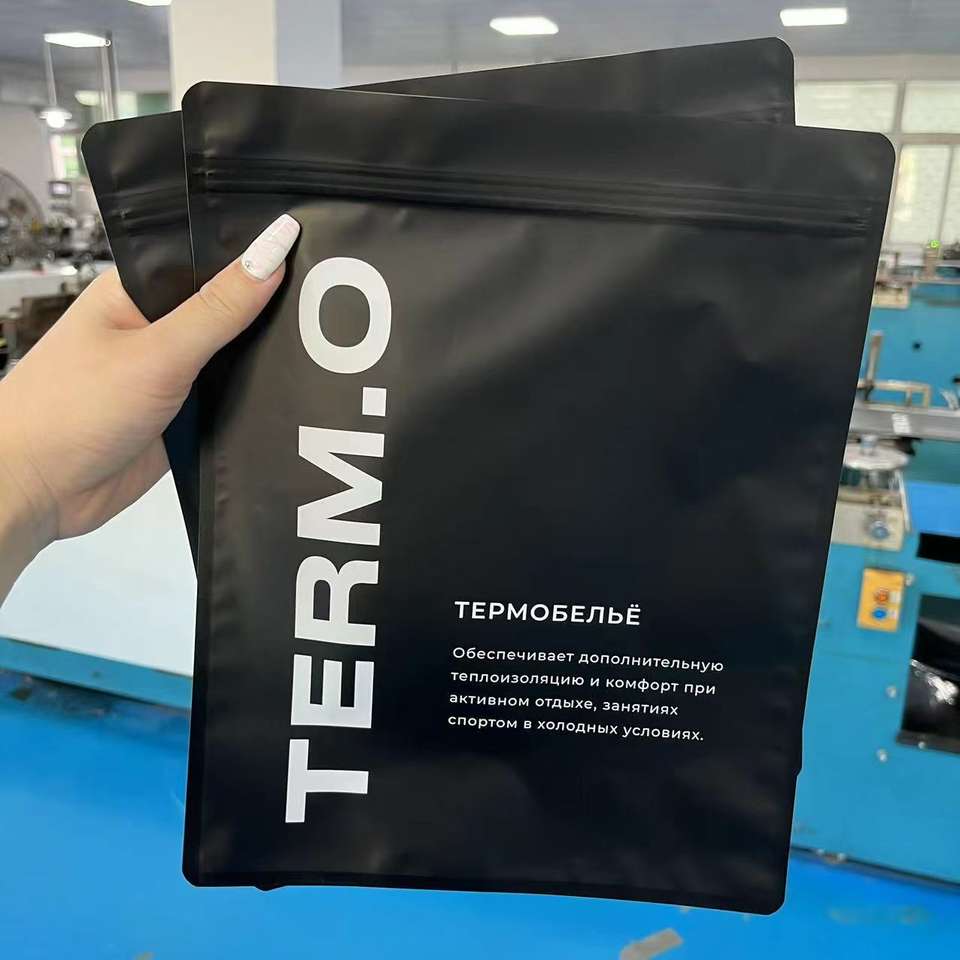 TERM.O
ТЕРМОБЕЛЬЁ
Обеспечивает дополнительную
теплоизоляцию и комфорт при
активном отдыхе, занятиях
спортом в холодных условиях.